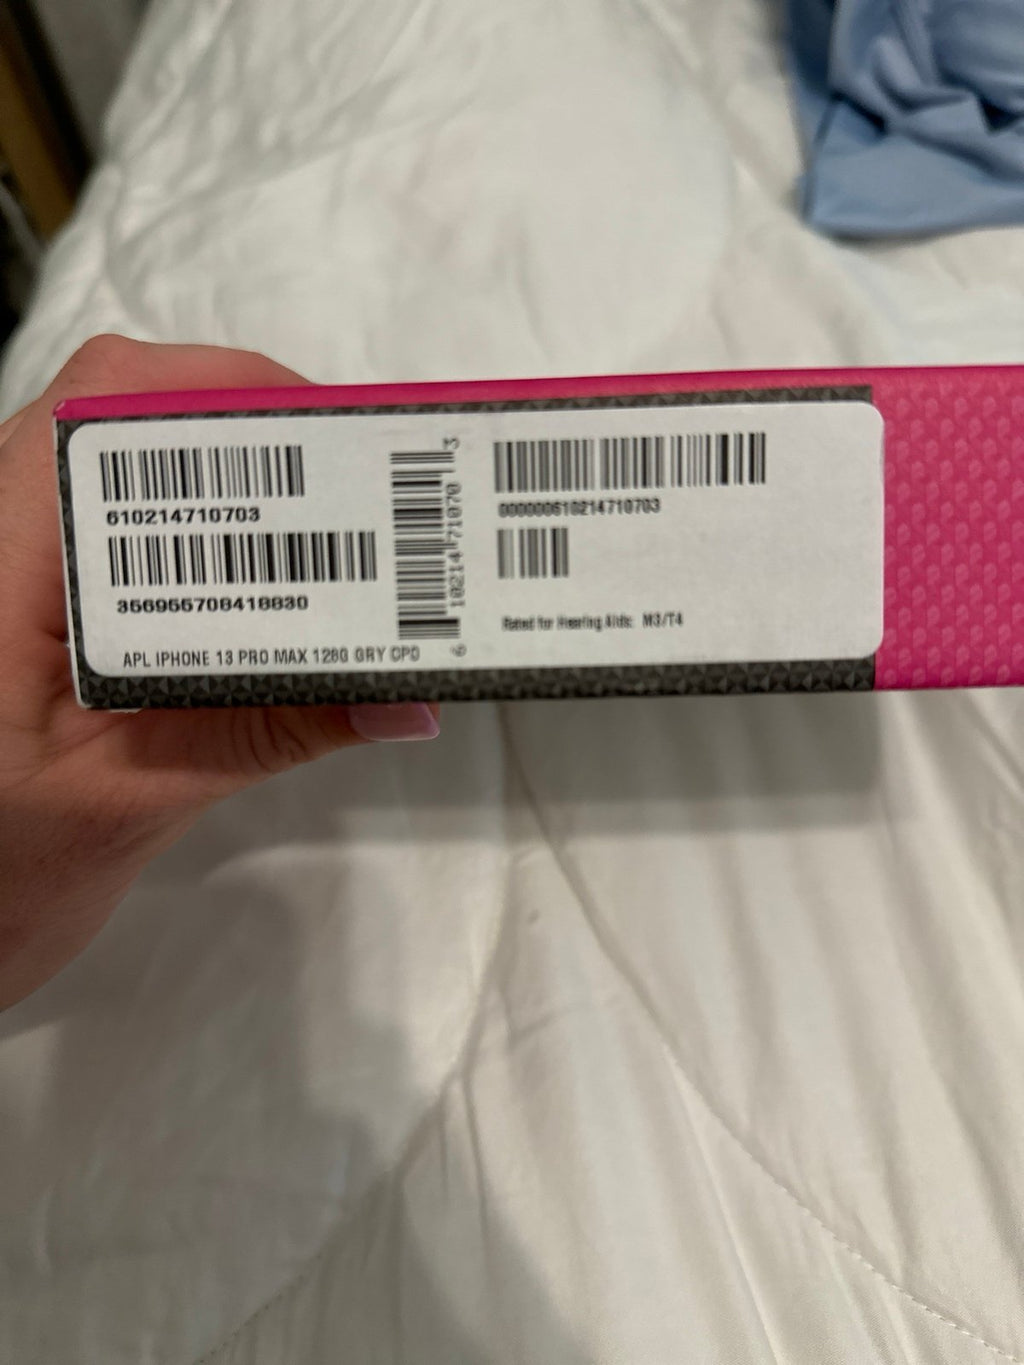 610214710703
356955708418830
APL IPHONE 13 PRO MAX 128G GRY CPO
6 10214 71070 3
000000610214710703
Rated for Hearing Aids: M3/T4